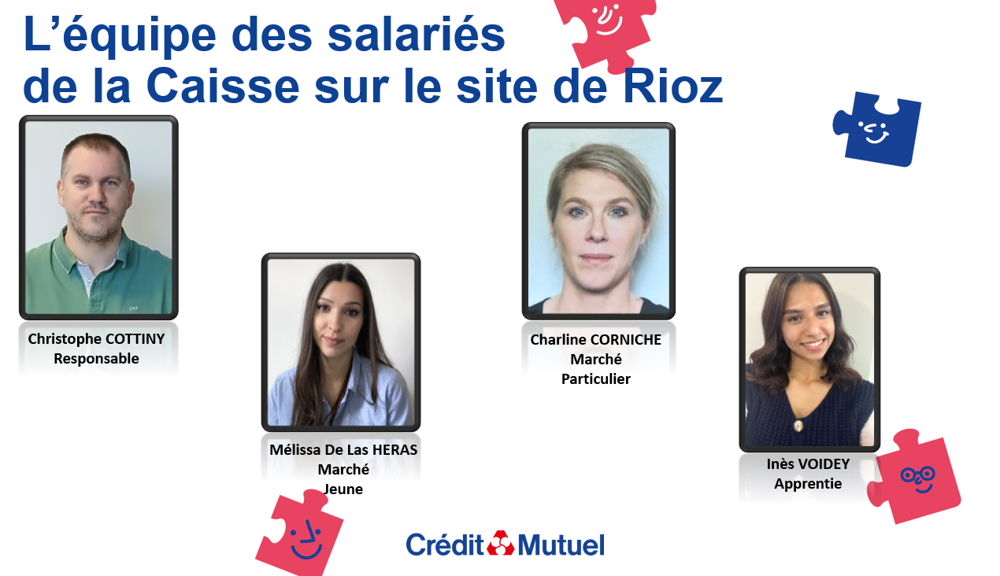 L’équipe des salariés
de la Caisse sur le site de Rioz
Christophe COTTINY
Responsable
Mélissa De Las HERAS
Marché
Jeune
Charline CORNICHE
Marché
Particulier
Inès VOIDEY
Apprentie
Crédit Mutuel